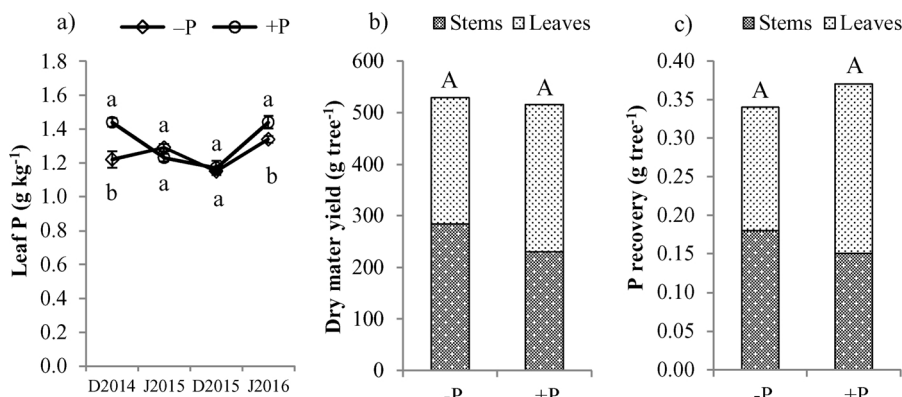 a)
–P
+P
Leaf P (g kg-1)
1.8
1.6
1.4
1.2
1.0
0.8
0.6
0.4
0.2
0.0
a
a
a
b
a
a
b
D2014
J2015
D2015
J2016
b)
Stems
Leaves
Dry mater yield (g tree-1)
600
500
400
300
200
100
0
A
A
-P
+P
c)
Stems
Leaves
P recovery (g tree-1)
0.40
0.35
0.30
0.25
0.20
0.15
0.10
0.05
0.00
A
A
-P
+P